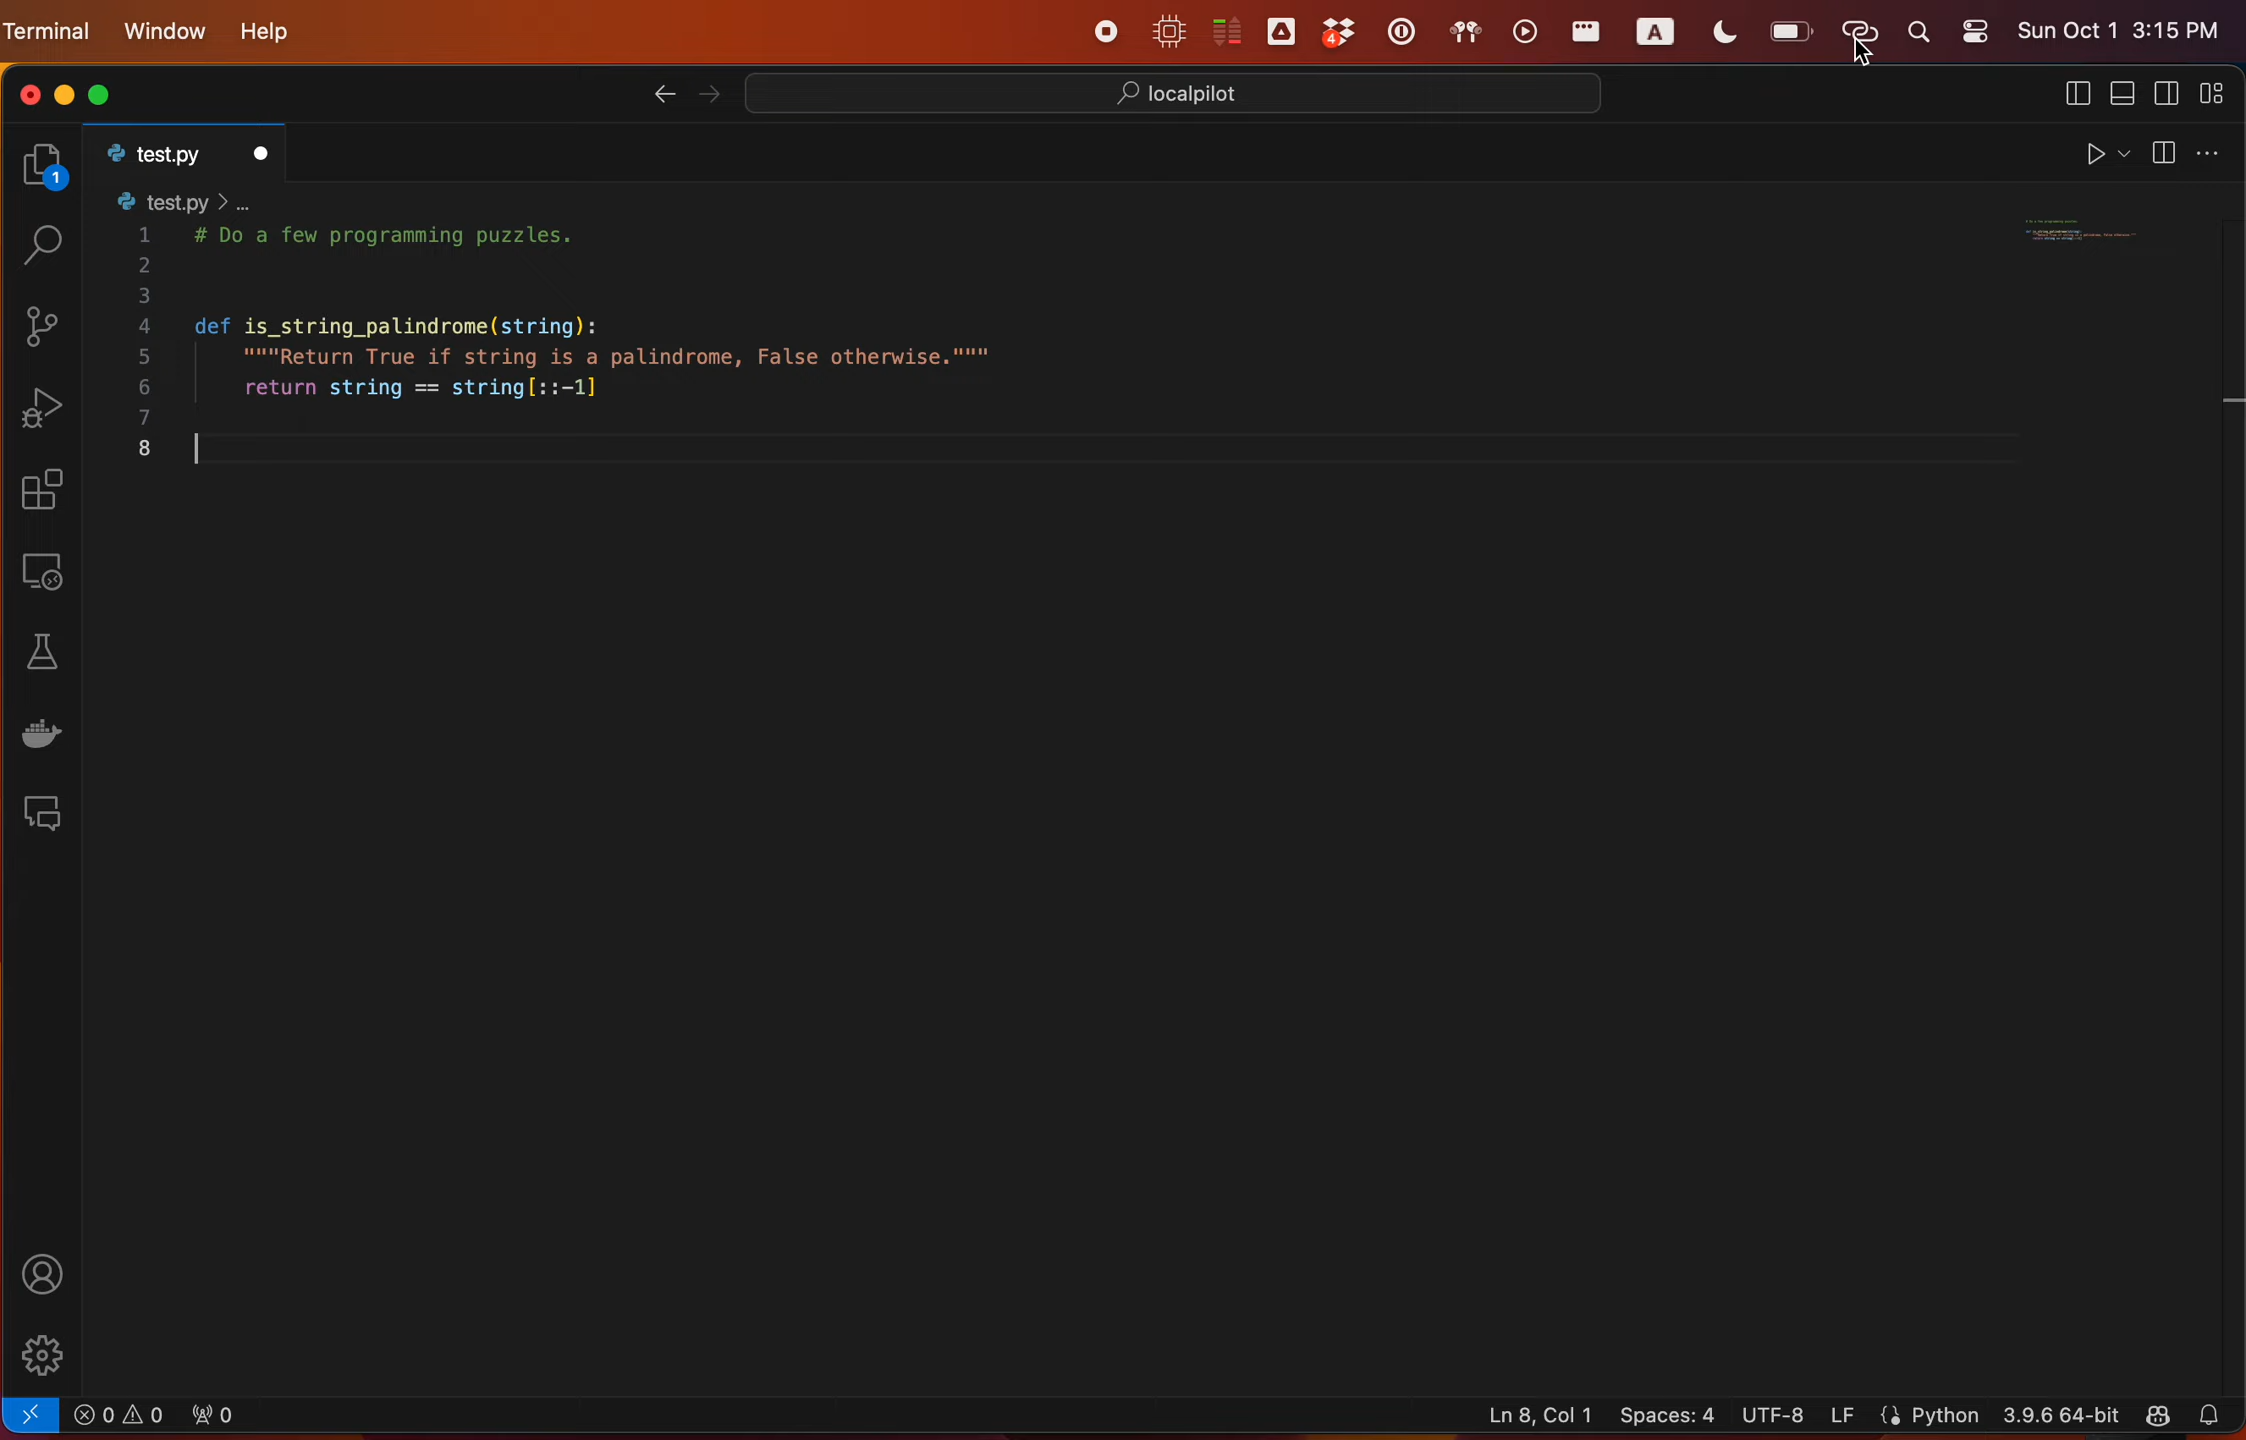 Terminal Window Help 4 A Sun Oct 1 3:15 PM
localpilot
test.py
1
test.py > ...
1 # Do a few programming puzzles.
2
3
4 def is_string_palindrome(string):
5 """Return True if string is a palindrome, False otherwise."""
6 return string == string[::-1]
7
8
0 0 0 Ln 8, Col 1 Spaces: 4 UTF-8 LF Python 3.9.6 64-bit